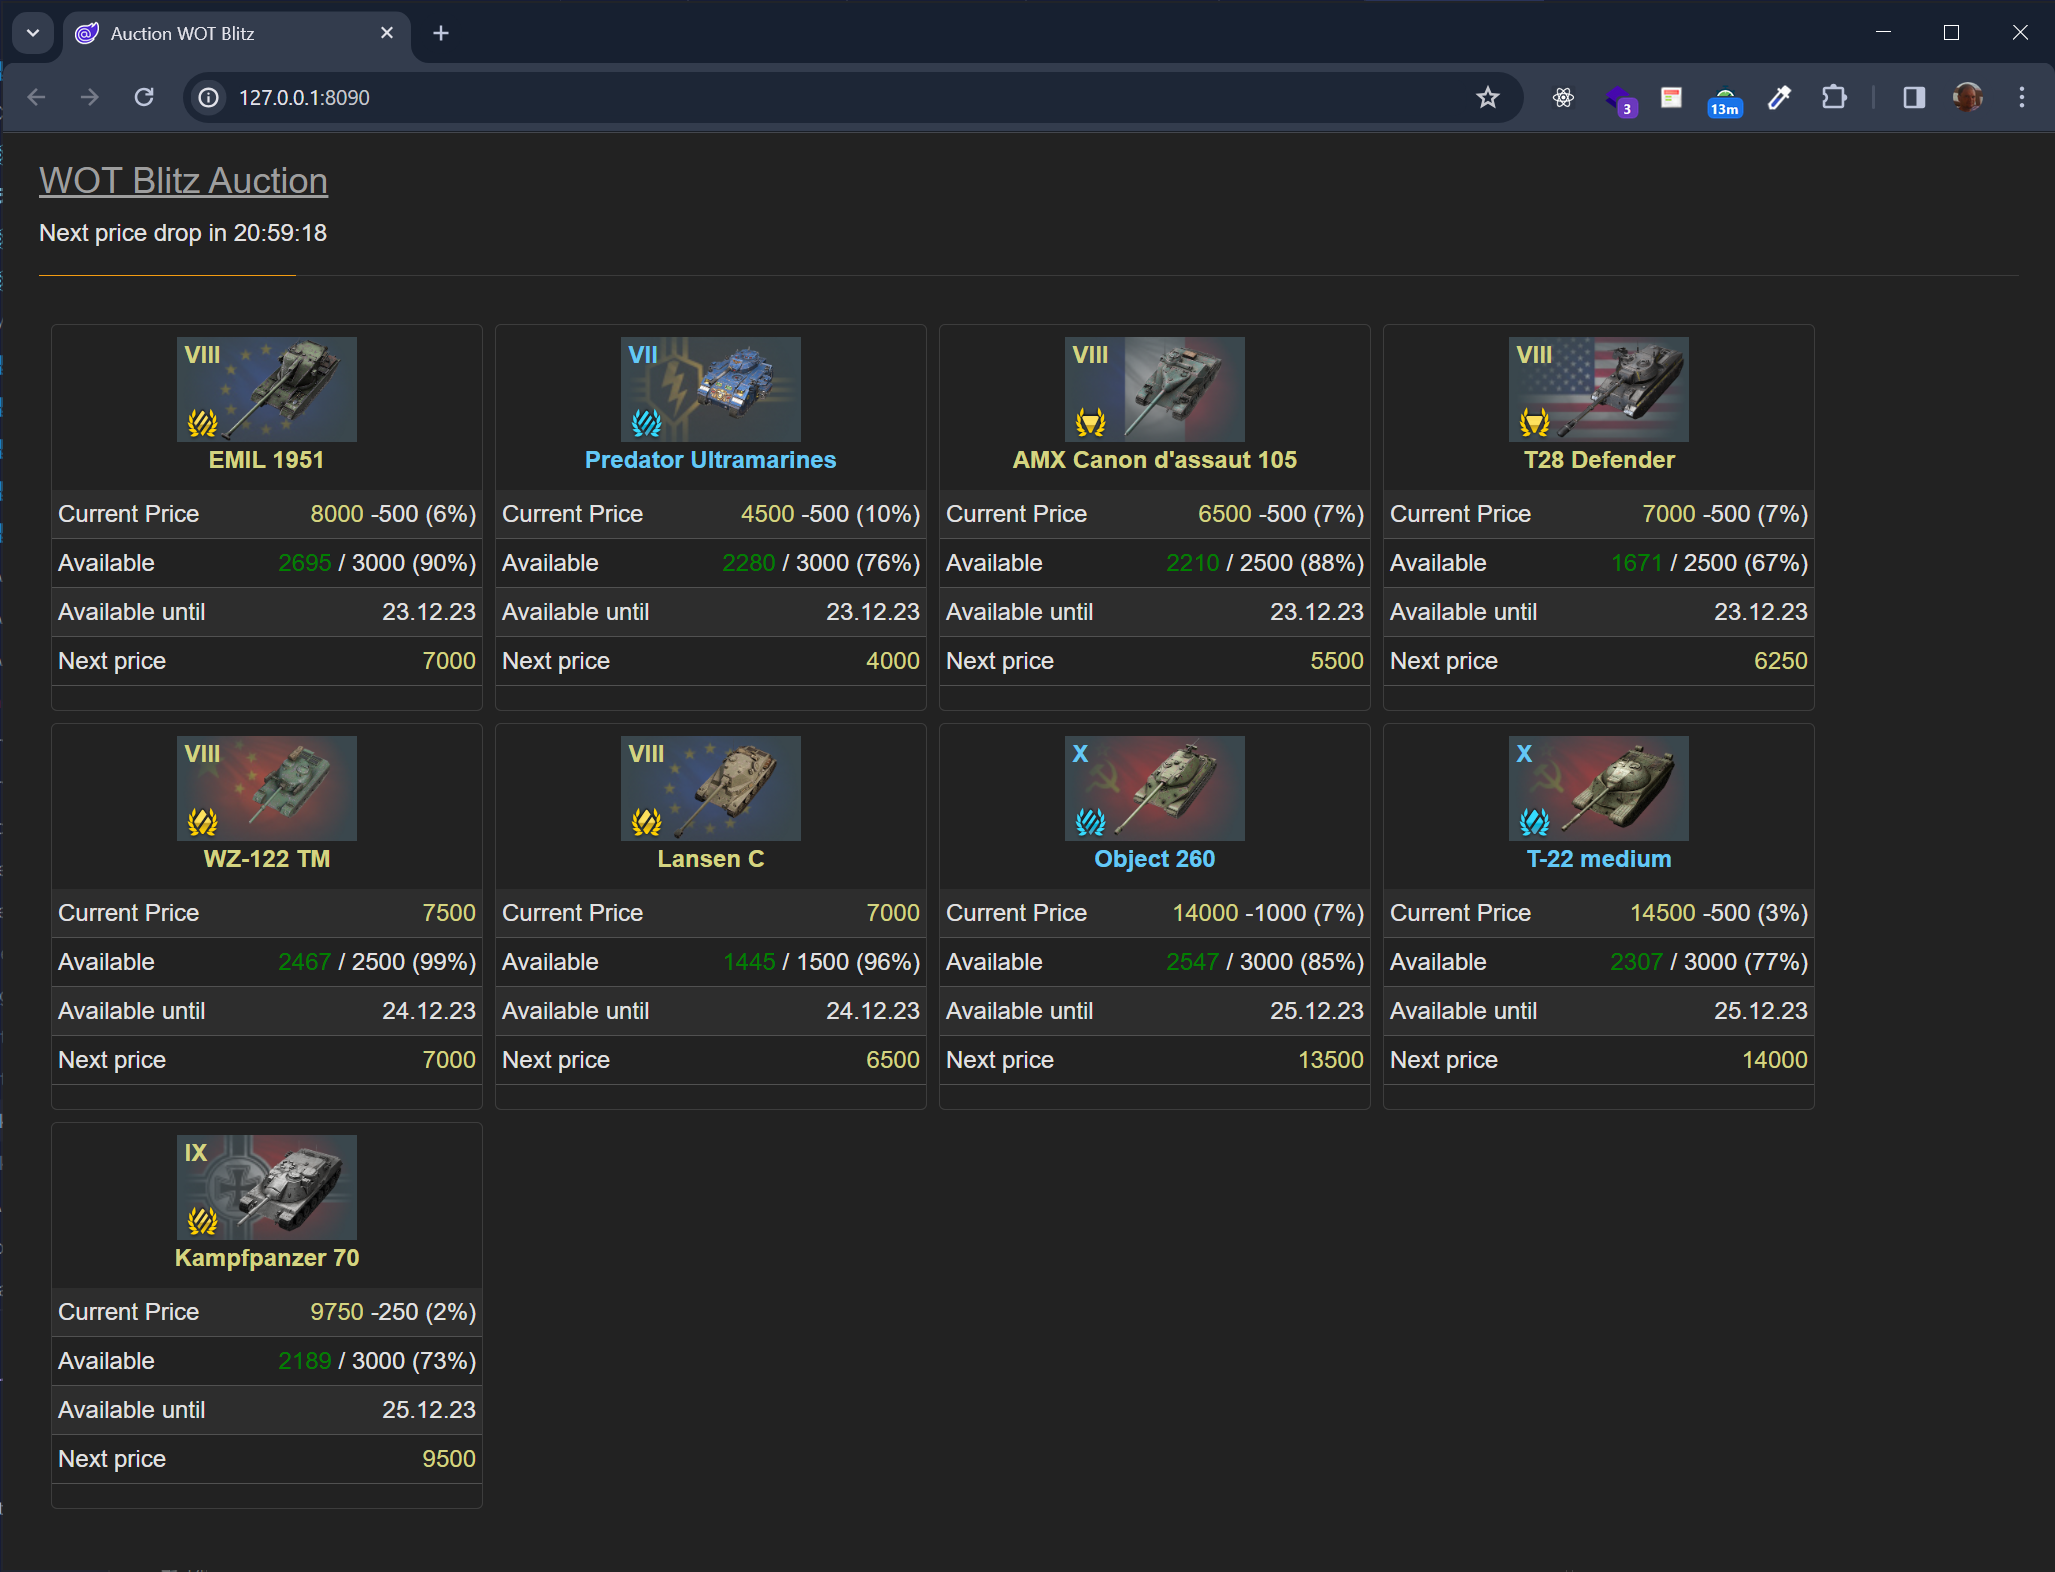 Auction WOT Blitz
127.0.0.1:8090
3
13m
WOT Blitz Auction
Next price drop in 20:59:18
VIII
EMIL 1951
Current Price 8000 -500 (6%)
Available 2695 / 3000 (90%)
Available until 23.12.23
Next price 7000
VII
Predator Ultramarines
Current Price 4500 -500 (10%)
Available 2280 / 3000 (76%)
Available until 23.12.23
Next price 4000
VIII
AMX Canon d'assaut 105
Current Price 6500 -500 (7%)
Available 2210 / 2500 (88%)
Available until 23.12.23
Next price 5500
VIII
T28 Defender
Current Price 7000 -500 (7%)
Available 1671 / 2500 (67%)
Available until 23.12.23
Next price 6250
VIII
WZ-122 TM
Current Price 7500
Available 2467 / 2500 (99%)
Available until 24.12.23
Next price 7000
VIII
Lansen C
Current Price 7000
Available 1445 / 1500 (96%)
Available until 24.12.23
Next price 6500
X
Object 260
Current Price 14000 -1000 (7%)
Available 2547 / 3000 (85%)
Available until 25.12.23
Next price 13500
X
T-22 medium
Current Price 14500 -500 (3%)
Available 2307 / 3000 (77%)
Available until 25.12.23
Next price 14000
IX
Kampfpanzer 70
Current Price 9750 -250 (2%)
Available 2189 / 3000 (73%)
Available until 25.12.23
Next price 9500